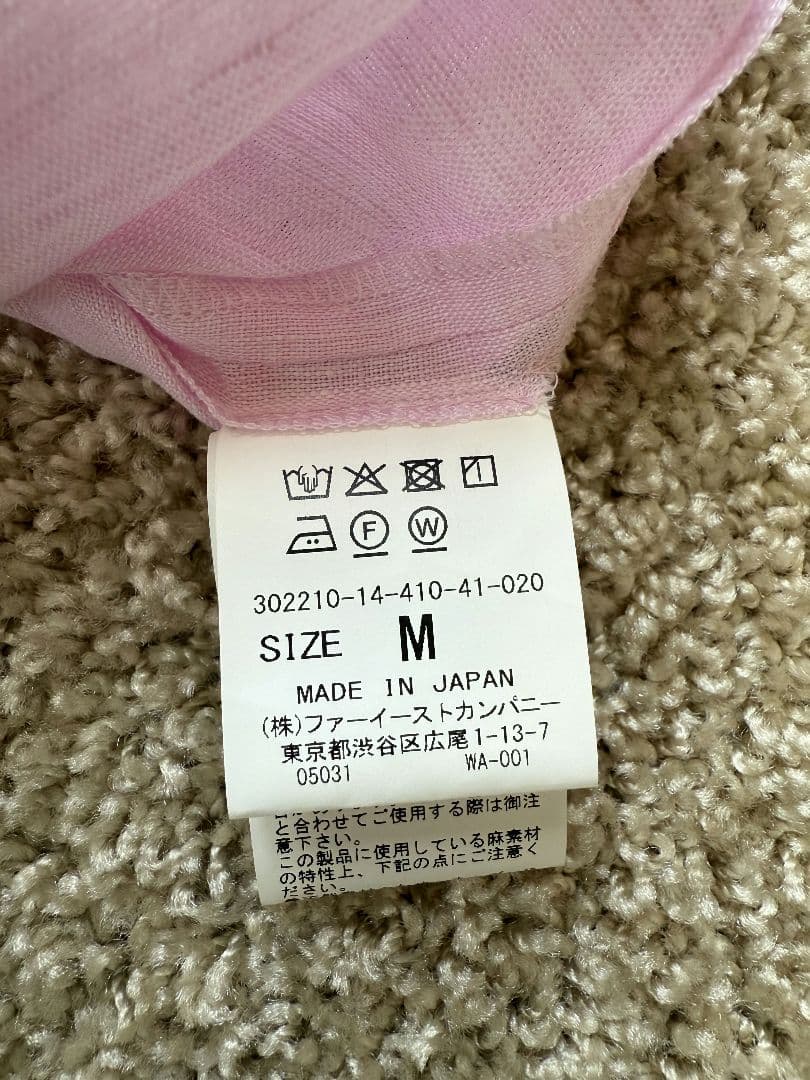 F W
302210-14-410-41-020
SIZE M
MADE IN JAPAN
(株)ファーイーストカンパニー
東京都渋谷区広尾1-13-7
05031 WA-001
と合わせてご使用する際は御注
意下さい。
この製品に使用している麻素材
の特性上、下記の点にご注意く
ださい。